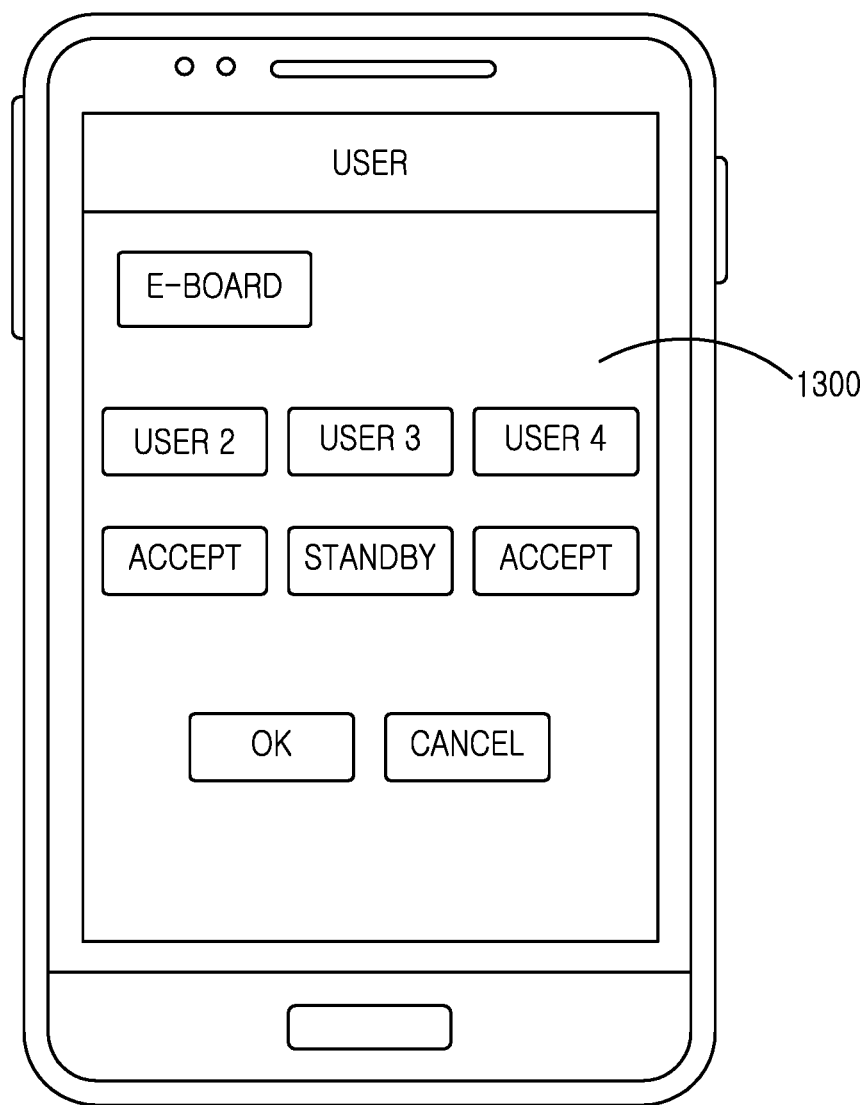 USER
E-BOARD
1300
USER 2 USER 3 USER 4
ACCEPT STANDBY ACCEPT
OK CANCEL